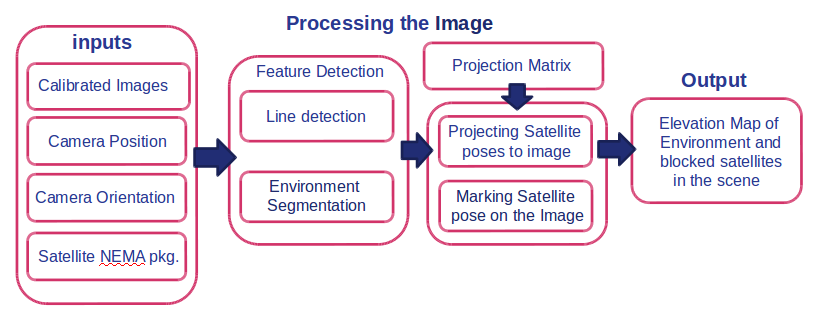 Processing the Image
inputs
Calibrated Images
Camera Position
Camera Orientation
Satellite NEMA pkg.
Feature Detection
Line detection
Environment
Segmentation
Projection Matrix
Projecting Satellite
poses to image
Marking Satellite
pose on the Image
Output
Elevation Map of
Environment and
blocked satellites
in the scene